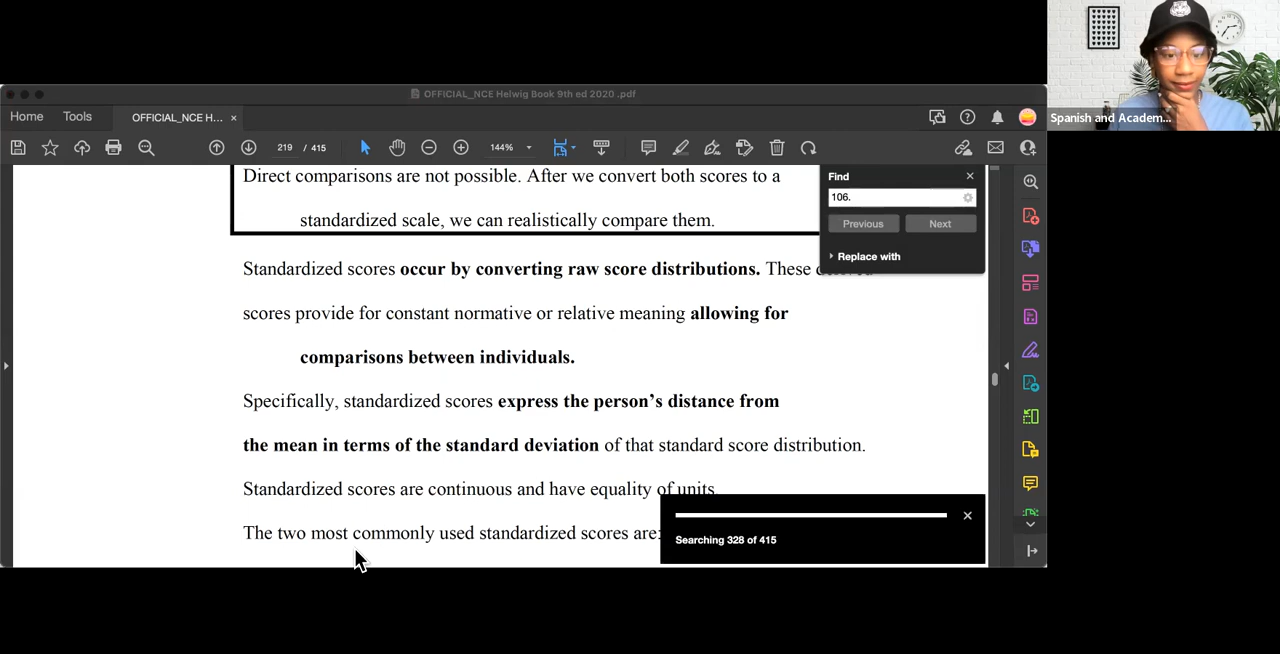 OFFICIAL_NCE Helwig Book 9th ed 2020 .pdf
Home
Tools
OFFICIAL_NCE H... ×
219 / 415
144%
Direct comparisons are not possible. After we convert both scores to a
standardized scale, we can realistically compare them.
Standardized scores occur by converting raw score distributions. These
scores provide for constant normative or relative meaning allowing for
comparisons between individuals.
Specifically, standardized scores express the person’s distance from
the mean in terms of the standard deviation of that standard score distribution.
Standardized scores are continuous and have equality of units.
The two most commonly used standardized scores are:
Find
106.
Previous
Next
Replace with
Searching 328 of 415
Spanish and Academ...